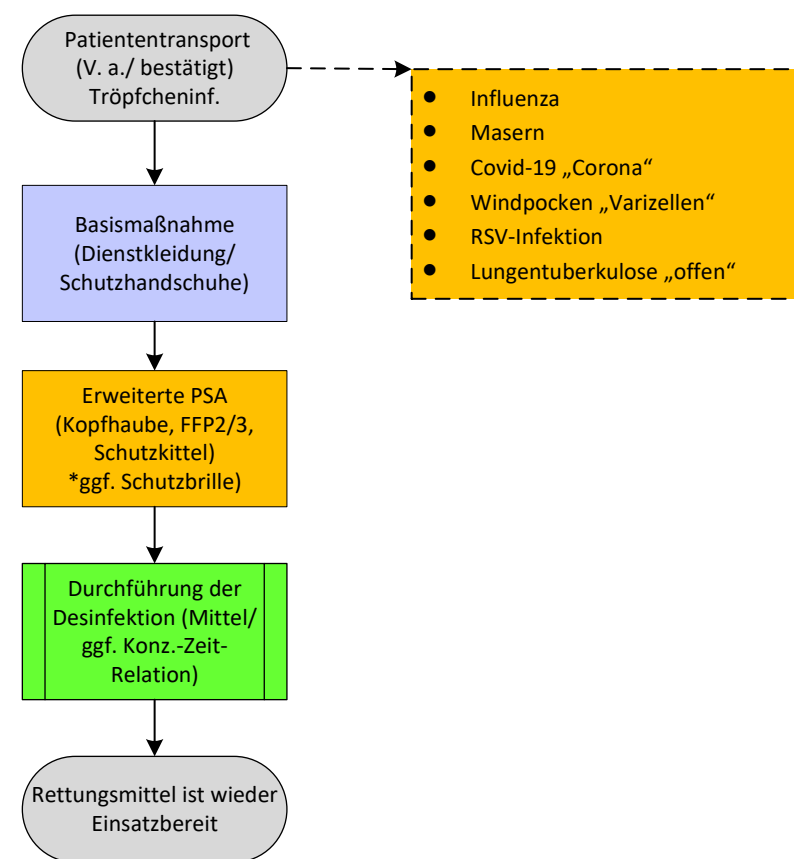 Patiententransport
(V. a./ bestätigt)
Tröpfcheninf.
● Influenza
● Masern
● Covid-19 „Corona“
● Windpocken „Varizellen“
● RSV-Infektion
● Lungentuberkulose „offen“
Basismaßnahme
(Dienstkleidung/
Schutzhandschuhe)
Erweiterte PSA
(Kopfhaube, FFP2/3,
Schutzkittel)
*ggf. Schutzbrille)
Durchführung der
Desinfektion (Mittel/
ggf. Konz.-Zeit-
Relation)
Rettungsmittel ist wieder
Einsatzbereit